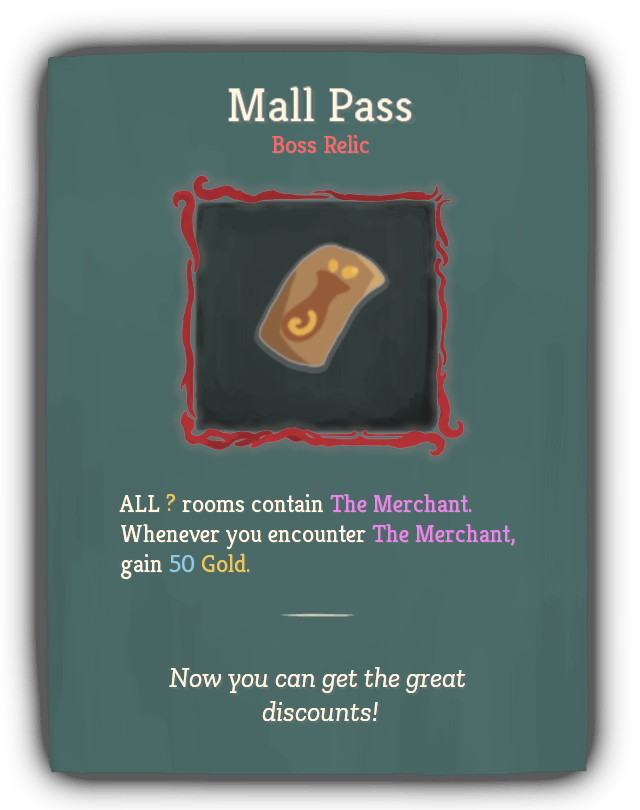 Mall Pass
Boss Relic
ALL ? rooms contain The Merchant.
Whenever you encounter The Merchant,
gain 50 Gold.
Now you can get the great
discounts!